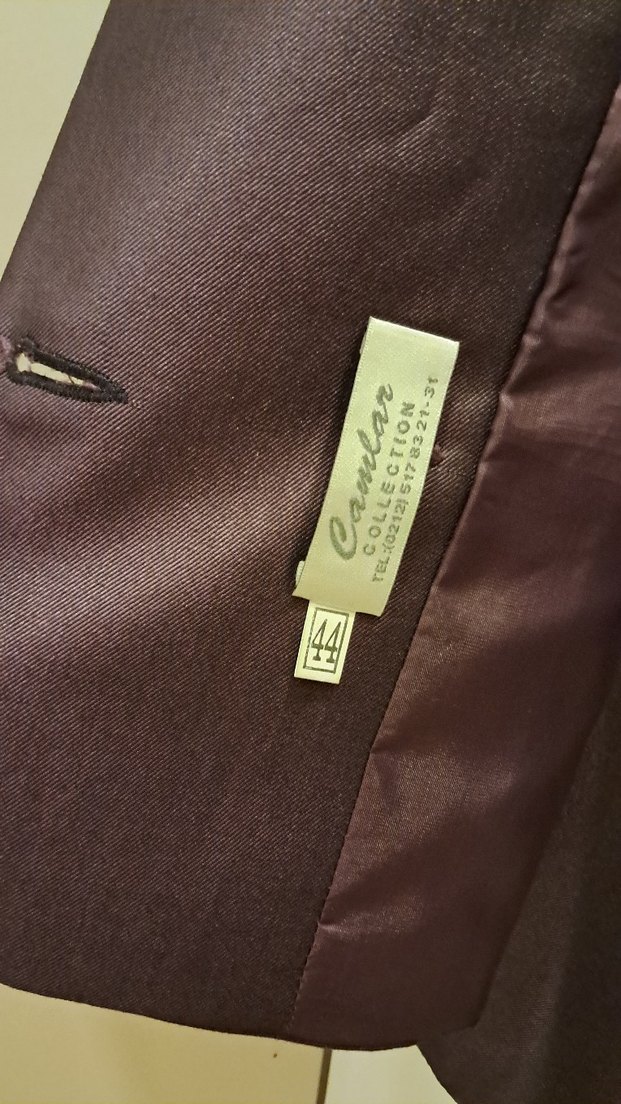 Camlar
COLLECTION
TEL:(0212) 517 83 21-31
44